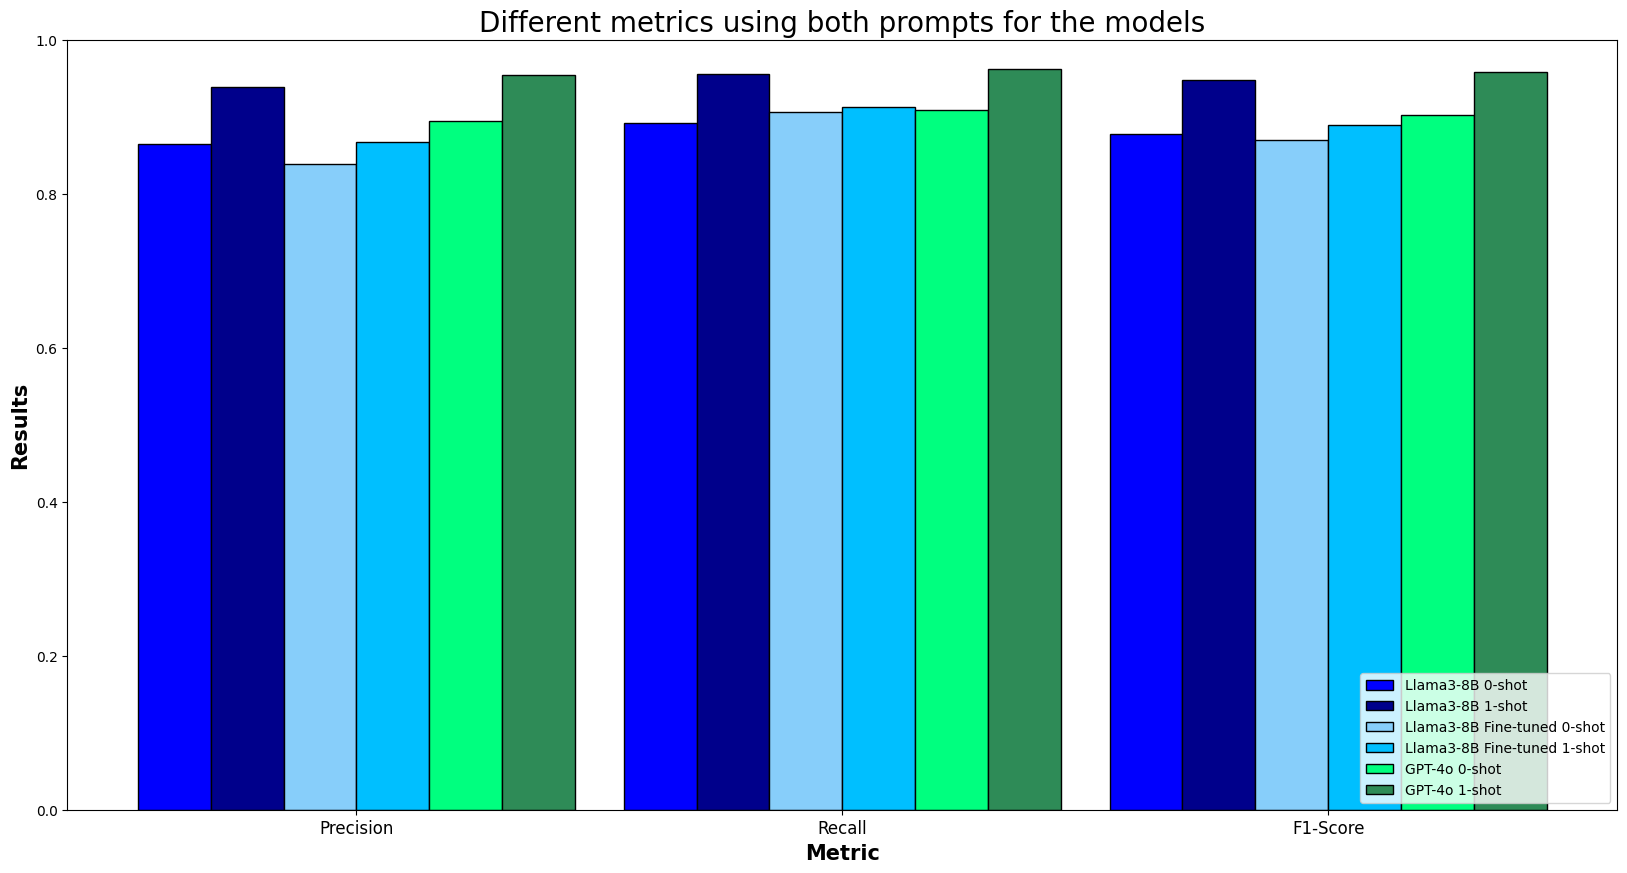 Different metrics using both prompts for the models
1.0
0.8
0.6
0.4
0.2
0.0
Results
Precision
Recall
F1-Score
Metric
Llama3-8B 0-shot
Llama3-8B 1-shot
Llama3-8B Fine-tuned 0-shot
Llama3-8B Fine-tuned 1-shot
GPT-4o 0-shot
GPT-4o 1-shot